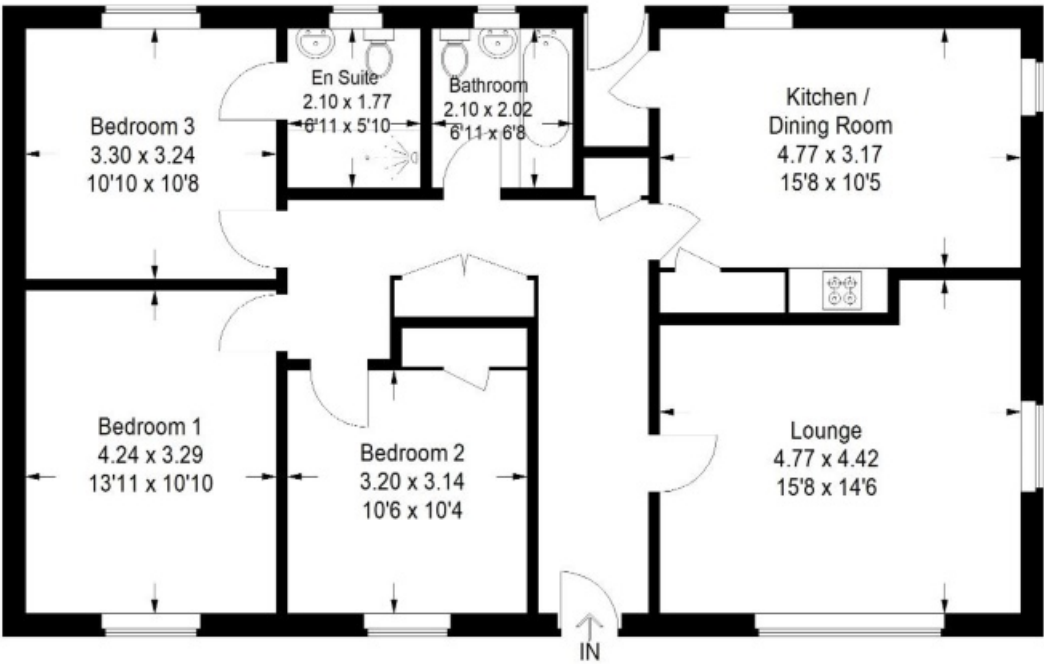 En Suite
2.10 x 1.77
6'11 x 5'10
Bathroom
2.10 x 2.02
6'11 x 6'8
Kitchen /
Dining Room
4.77 x 3.17
15'8 x 10'5
Bedroom 3
3.30 x 3.24
10'10 x 10'8
Bedroom 1
4.24 x 3.29
13'11 x 10'10
Bedroom 2
3.20 x 3.14
10'6 x 10'4
Lounge
4.77 x 4.42
15'8 x 14'6
IN